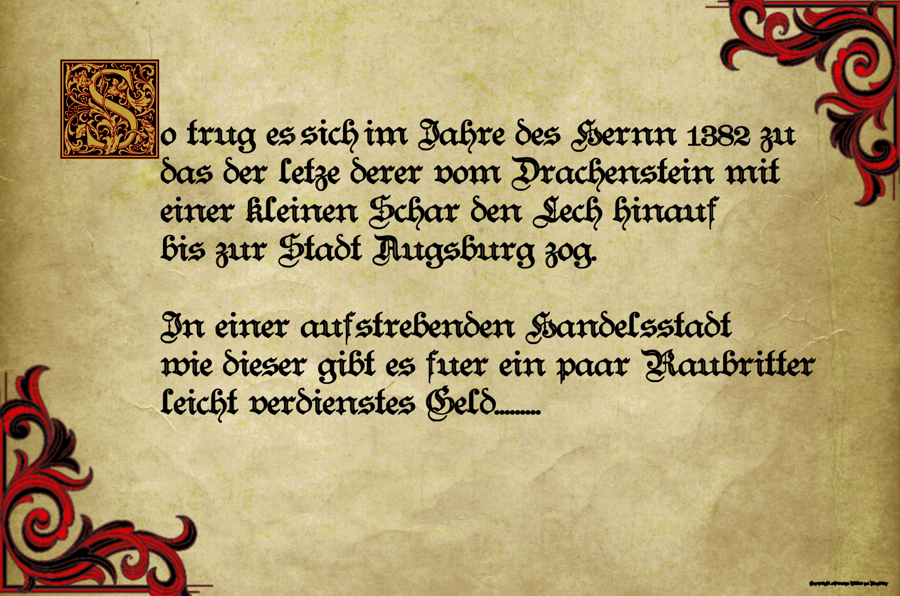 So trug es sich im Jahre des Hernn 1382 zu
das der letze derer vom Drachenstein mit
einer kleinen Schar den Lech hinauf
bis zur Stadt Augsburg zog.
In einer aufstrebenden Handelsstadt
wie dieser gibt es fuer ein paar Raubritter
leicht verdienstes Geld.........